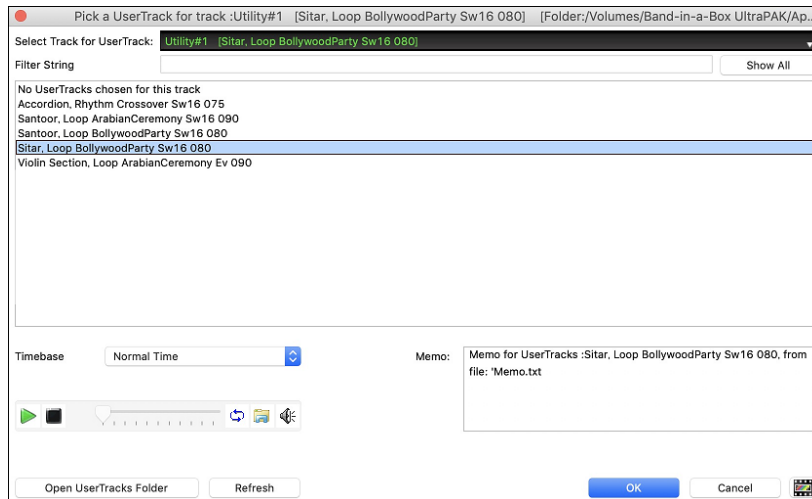 Pick a UserTrack for track :Utility#1 [Sitar, Loop BollywoodParty Sw16 080] [Folder:/Volumes/Band-in-a-Box UltraPAK/Ap...
Select Track for UserTrack: Utility#1 [Sitar, Loop BollywoodParty Sw16 080]
Filter String
Show All
No UserTracks chosen for this track
Accordion, Rhythm Crossover Sw16 075
Santoor, Loop ArabianCeremony Sw16 090
Santoor, Loop BollywoodParty Sw16 080
Sitar, Loop BollywoodParty Sw16 080
Violin Section, Loop ArabianCeremony Ev 090
Timebase Normal Time
Memo: Memo for UserTracks :Sitar, Loop BollywoodParty Sw16 080, from
file: 'Memo.txt
Open UserTracks Folder Refresh OK Cancel